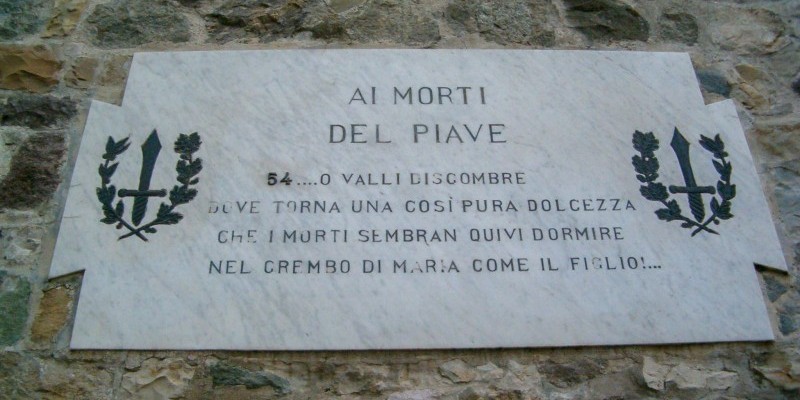 AI MORTI
DEL PIAVE
54....O VALLI DISCOMBRE
DOVE TORNA UNA COSÌ PURA DOLCEZZA
CHE I MORTI SEMBRAN QUIVI DORMIRE
NEL GREMBO DI MARIA COME IL FIGLIO!...